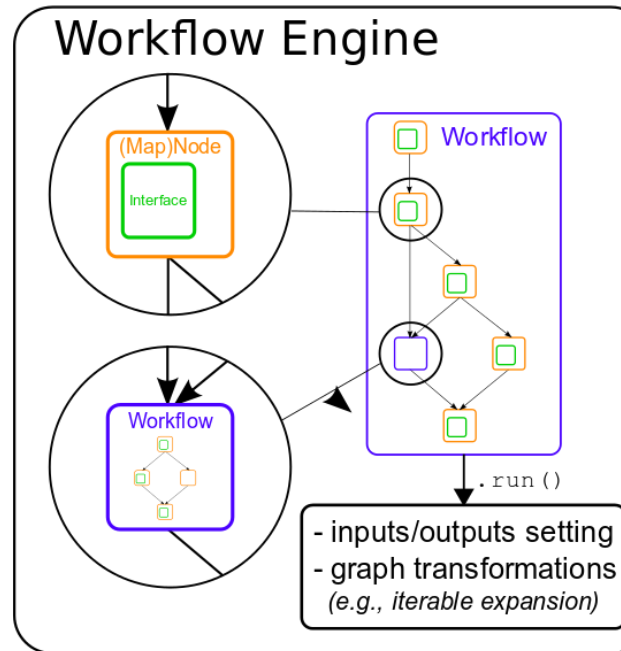 Workflow Engine
(Map)Node
Interface
Workflow
Workflow
.run()
- inputs/outputs setting
- graph transformations
(e.g., iterable expansion)